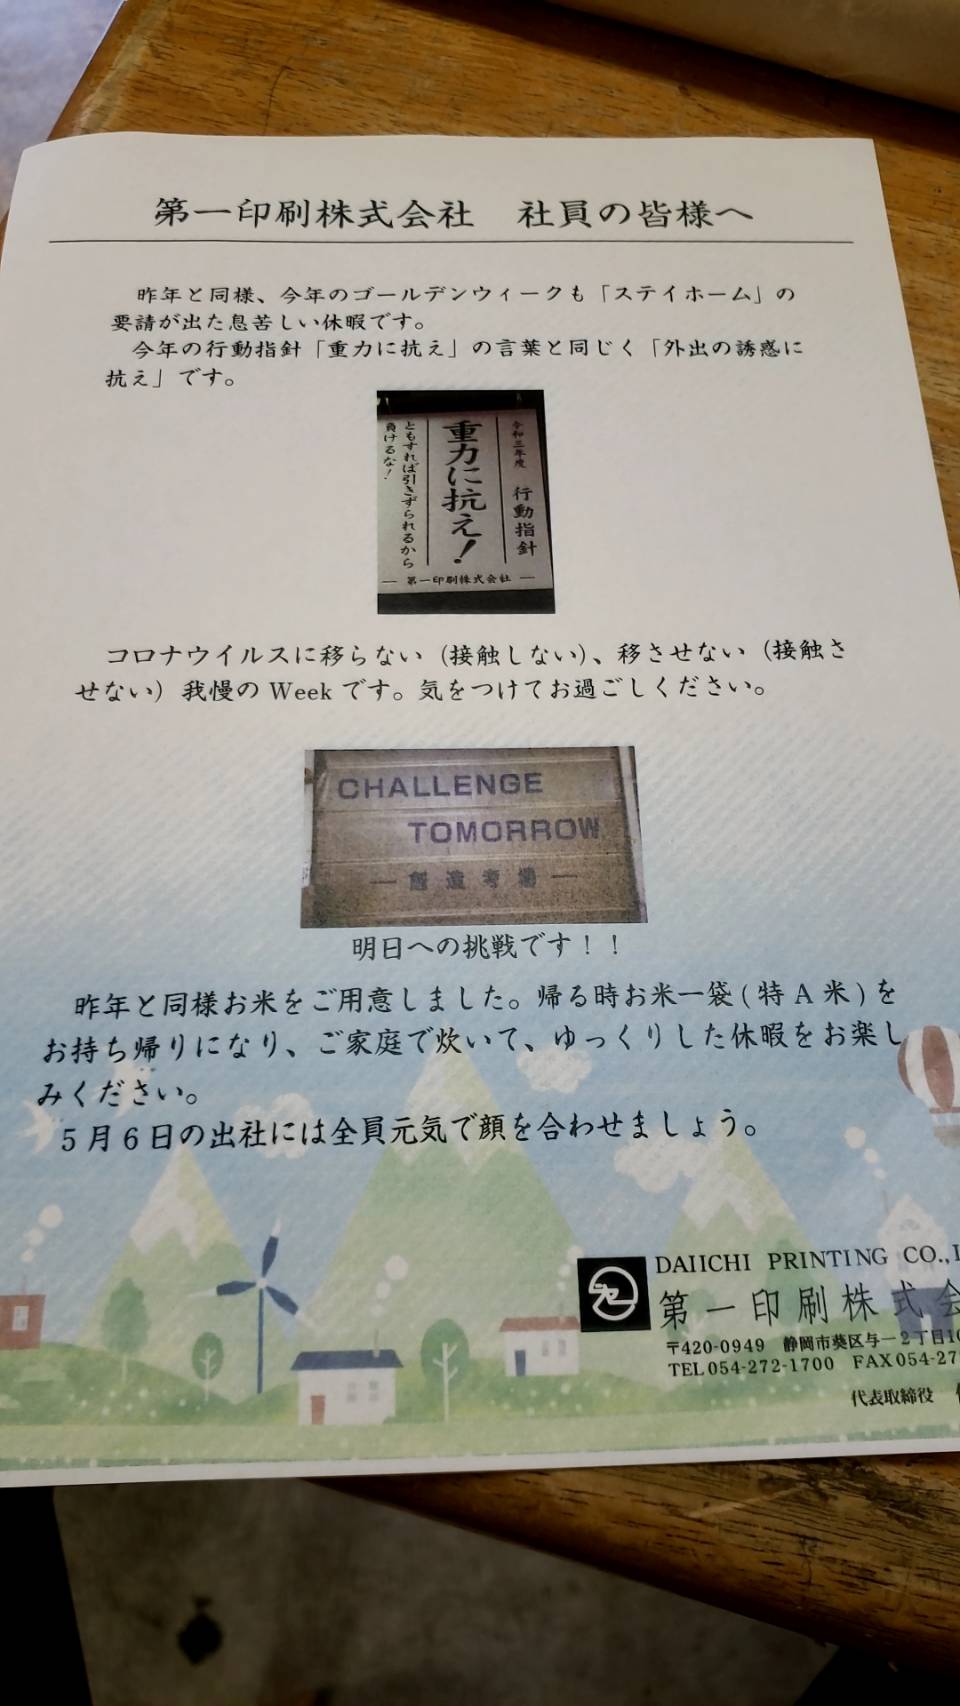 第一印刷株式会社　社員の皆様へ
昨年と同様、今年のゴールデンウィークも「ステイホーム」の
要請が出た息苦しい休暇です。
今年の行動指針「重力に抗え」の言葉と同じく「外出の誘惑に
抗え」です。
令和三年度　行動指針
重力に抗え！
ともすれば引きずられるから
負けるな！
― 第一印刷株式会社 ―
コロナウイルスに移らない（接触しない）、移させない（接触さ
せない）我慢の Week です。気をつけてお過ごしください。
CHALLENGE
TOMORROW
明日への挑戦です！！
昨年と同様お米をご用意しました。帰る時お米一袋(特A米)を
お持ち帰りになり、ご家庭で炊いて、ゆっくりした休暇をお楽し
みください。
５月６日の出社には全員元気で顔を合わせましょう。
DAIICHI PRINTING CO.,
第一印刷株式会
〒420-0949　静岡市葵区与一2丁目
TEL 054-272-1700　FAX 054-27
代表取締役